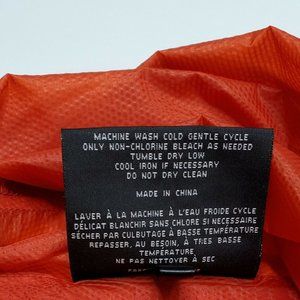 MACHINE WASH COLD GENTLE CYCLE
ONLY NON-CHLORINE BLEACH AS NEEDED
TUMBLE DRY LOW
COOL IRON IF NECESSARY
DO NOT DRY CLEAN
MADE IN CHINA
LAVER À LA MACHINE À L'EAU FROIDE CYCLE
DÉLICAT BLANCHIR SANS CHLORE SI NECESSAIRE
SÉCHER PAR CULBUTAGE À BASSE TEMPÉRATURE
REPASSER, AU BESOIN, À TRÈS BASSE
TEMPÉRATURE
NE PAS NETTOYER À SEC